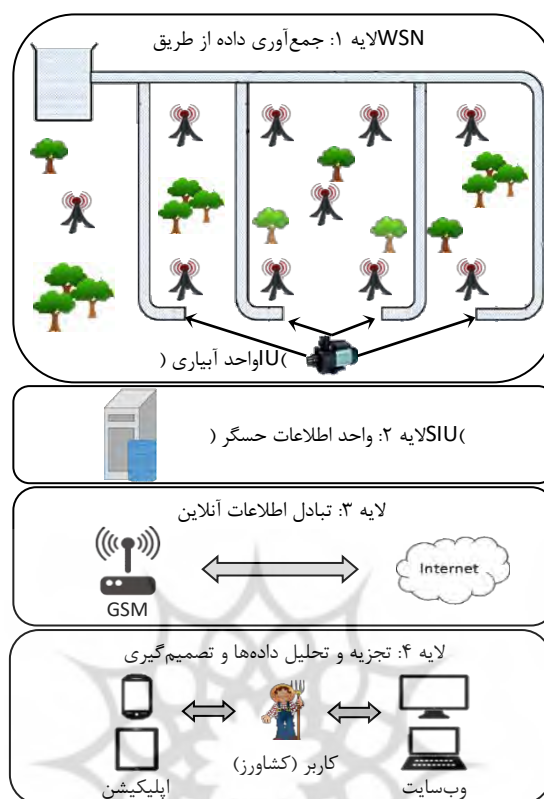 لایه ۱: جمع‌آوری داده از طریق WSN
واحد آبیاری (IU)
لایه ۲: واحد اطلاعات حسگر (SIU)
لایه ۳: تبادل اطلاعات آنلاین
GSM
Internet
لایه ۴: تجزیه و تحلیل داده‌ها و تصمیم‌گیری
کاربر (کشاورز)
اپلیکیشن
وب‌سایت